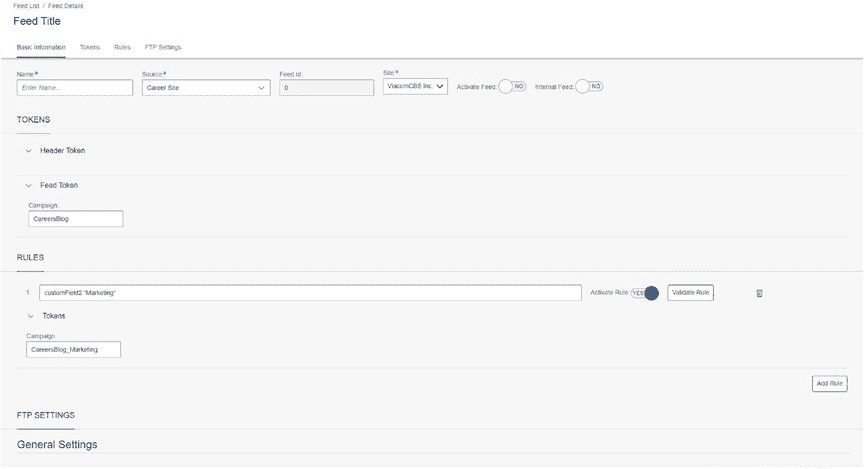 Feed List / Feed Details
Feed Title
Basic Information Tokens Rules FTP Settings
Name* Source* Feed Id. Site*
Enter Name... Career Site 0 ViacomCBS Inc. Activate Feed: NO Internal Feed: NO
TOKENS
Header Token
Feed Token
Campaign:
CareersBlog
RULES
1 customField2:"Marketing" Activate Rule: YES Validate Rule
Tokens
Campaign:
CareersBlog_Marketing
Add Rule
FTP SETTINGS
General Settings